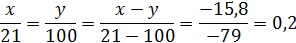 x/21 = y/100 = (x − y)/(21 − 100) = (−15,8)/(−79) = 0,2